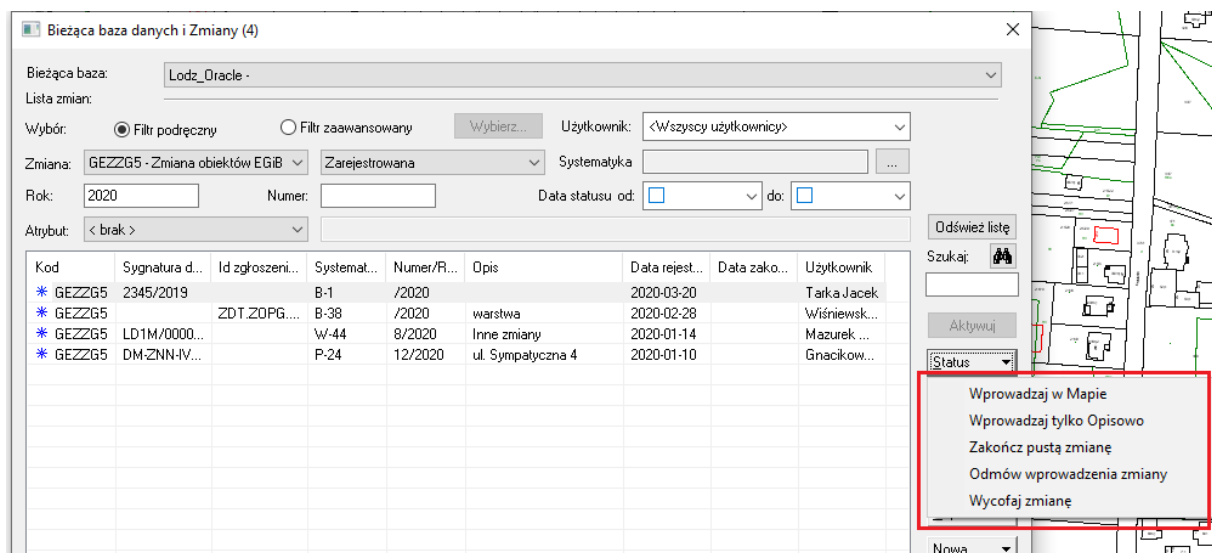 Bieżąca baza danych i Zmiany (4)
Bieżąca baza: Lodz_Oracle -
Lista zmian:
Wybór: Filtr podręczny Filtr zaawansowany Wybierz... Użytkownik: <Wszyscy użytkownicy>
Zmiana: GEZZG5 - Zmiana obiektów EGiB Zarejestrowana Systematyka ...
Rok: 2020 Numer: Data statusu od: do:
Atrybut: < brak > Odśwież listę
Szukaj:
Kod Sygnatura d... Id zgłoszeni... Systemat... Numer/R... Opis Data rejest... Data zako... Użytkownik
GEZZG5 2345/2019 B-1 /2020 2020-03-20 Tarka Jacek
GEZZG5 ZDT.ZOPG.... B-38 /2020 warstwa 2020-02-28 Wiśniewsk...
GEZZG5 LD1M/0000... W-44 8/2020 Inne zmiany 2020-01-14 Mazurek ...
GEZZG5 DM-ZNN-IV... P-24 12/2020 ul. Sympatyczna 4 2020-01-10 Gnacikow...
Aktywuj
Status
Wprowadzaj w Mapie
Wprowadzaj tylko Opisowo
Zakończ pustą zmianę
Odmów wprowadzenia zmiany
Wycofaj zmianę
Nowa